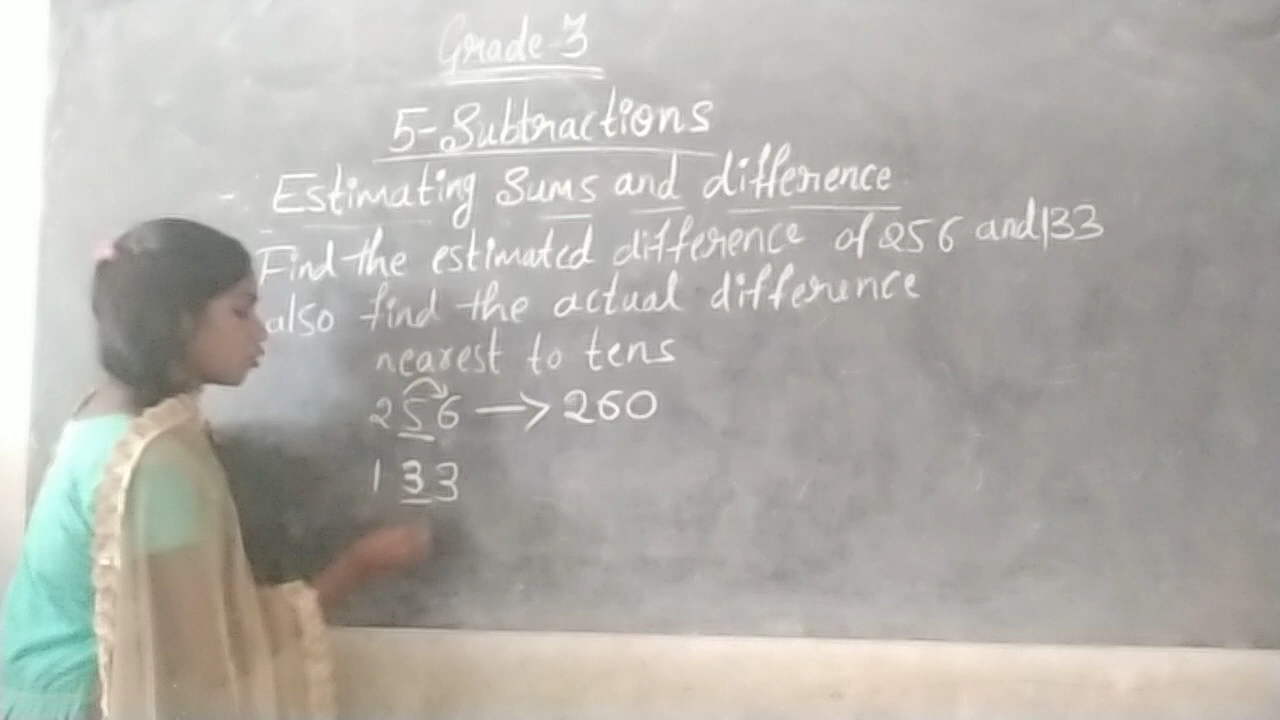 Grade-3
5-Subtractions
- Estimating Sums and difference
Find the estimated difference of 256 and 133
also find the actual difference
nearest to tens
256 → 260
133